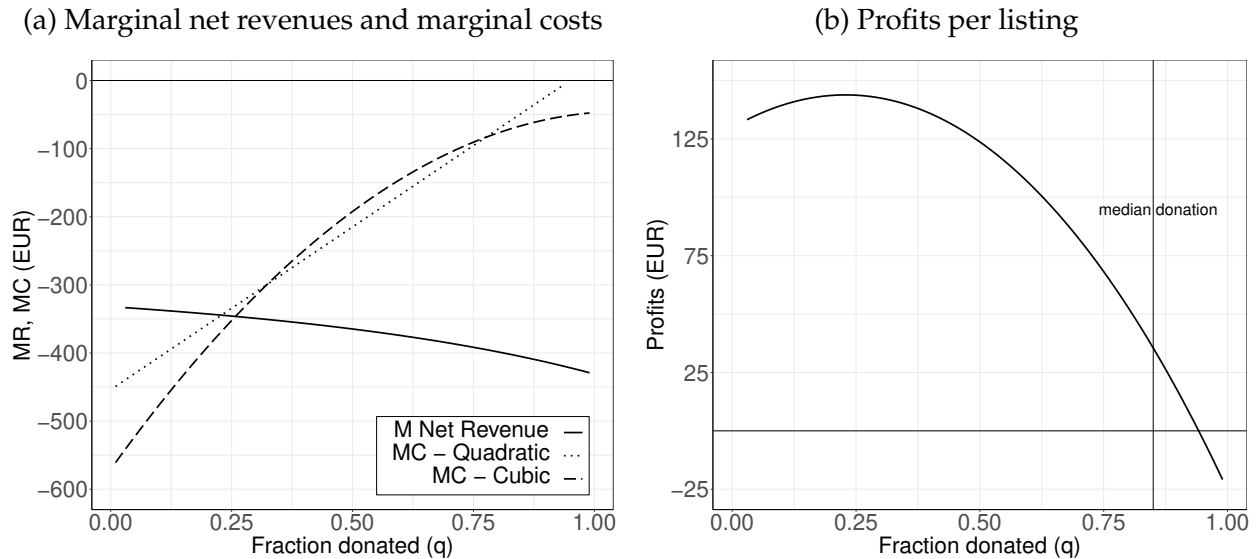 (a) Marginal net revenues and marginal costs
0
−100
−200
−300
−400
−500
−600
MR, MC (EUR)
M Net Revenue
MC − Quadratic
MC − Cubic
0.00 0.25 0.50 0.75 1.00
Fraction donated (q)
(b) Profits per listing
125
75
25
−25
Profits (EUR)
median donation
0.00 0.25 0.50 0.75 1.00
Fraction donated (q)